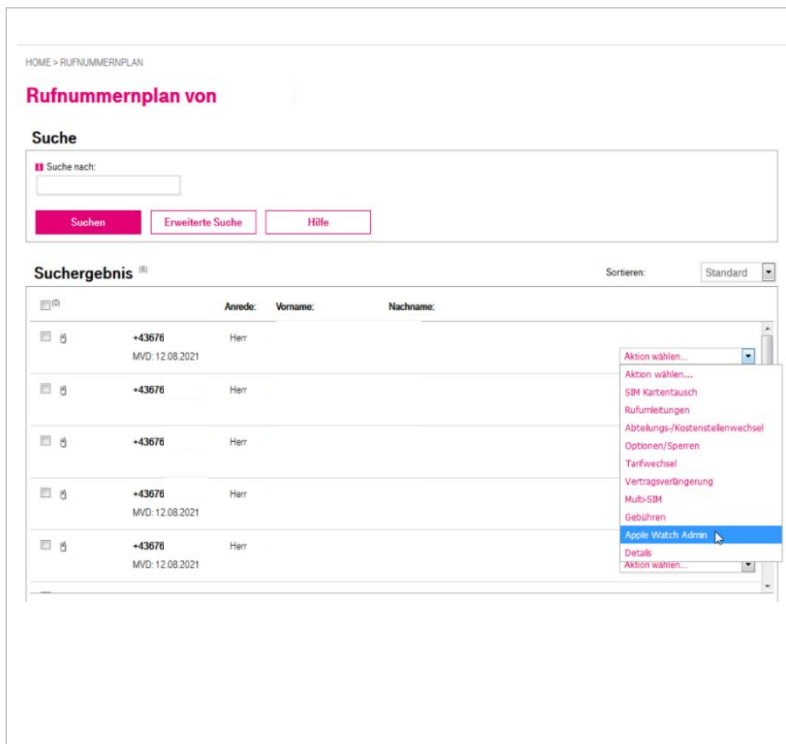 HOME > RUFNUMMERNPLAN
Rufnummernplan von
Suche
Suche nach:
Suchen Erweiterte Suche Hilfe
Suchergebnis (6) Sortieren: Standard
(0) Anrede: Vorname: Nachname:
+43676 Herr
MVD: 12.08.2021 Aktion wählen...
Aktion wählen...
+43676 Herr SIM Kartentausch
Rufumleitungen
Abteilungs-/Kostenstellenwechsel
+43676 Herr Optionen/Sperren
Tarifwechsel
Vertragsverlängerung
+43676 Herr Multi-SIM
MVD: 12.08.2021 Gebühren
Apple Watch Admin
+43676 Herr Details
MVD: 12.08.2021 Aktion wählen...